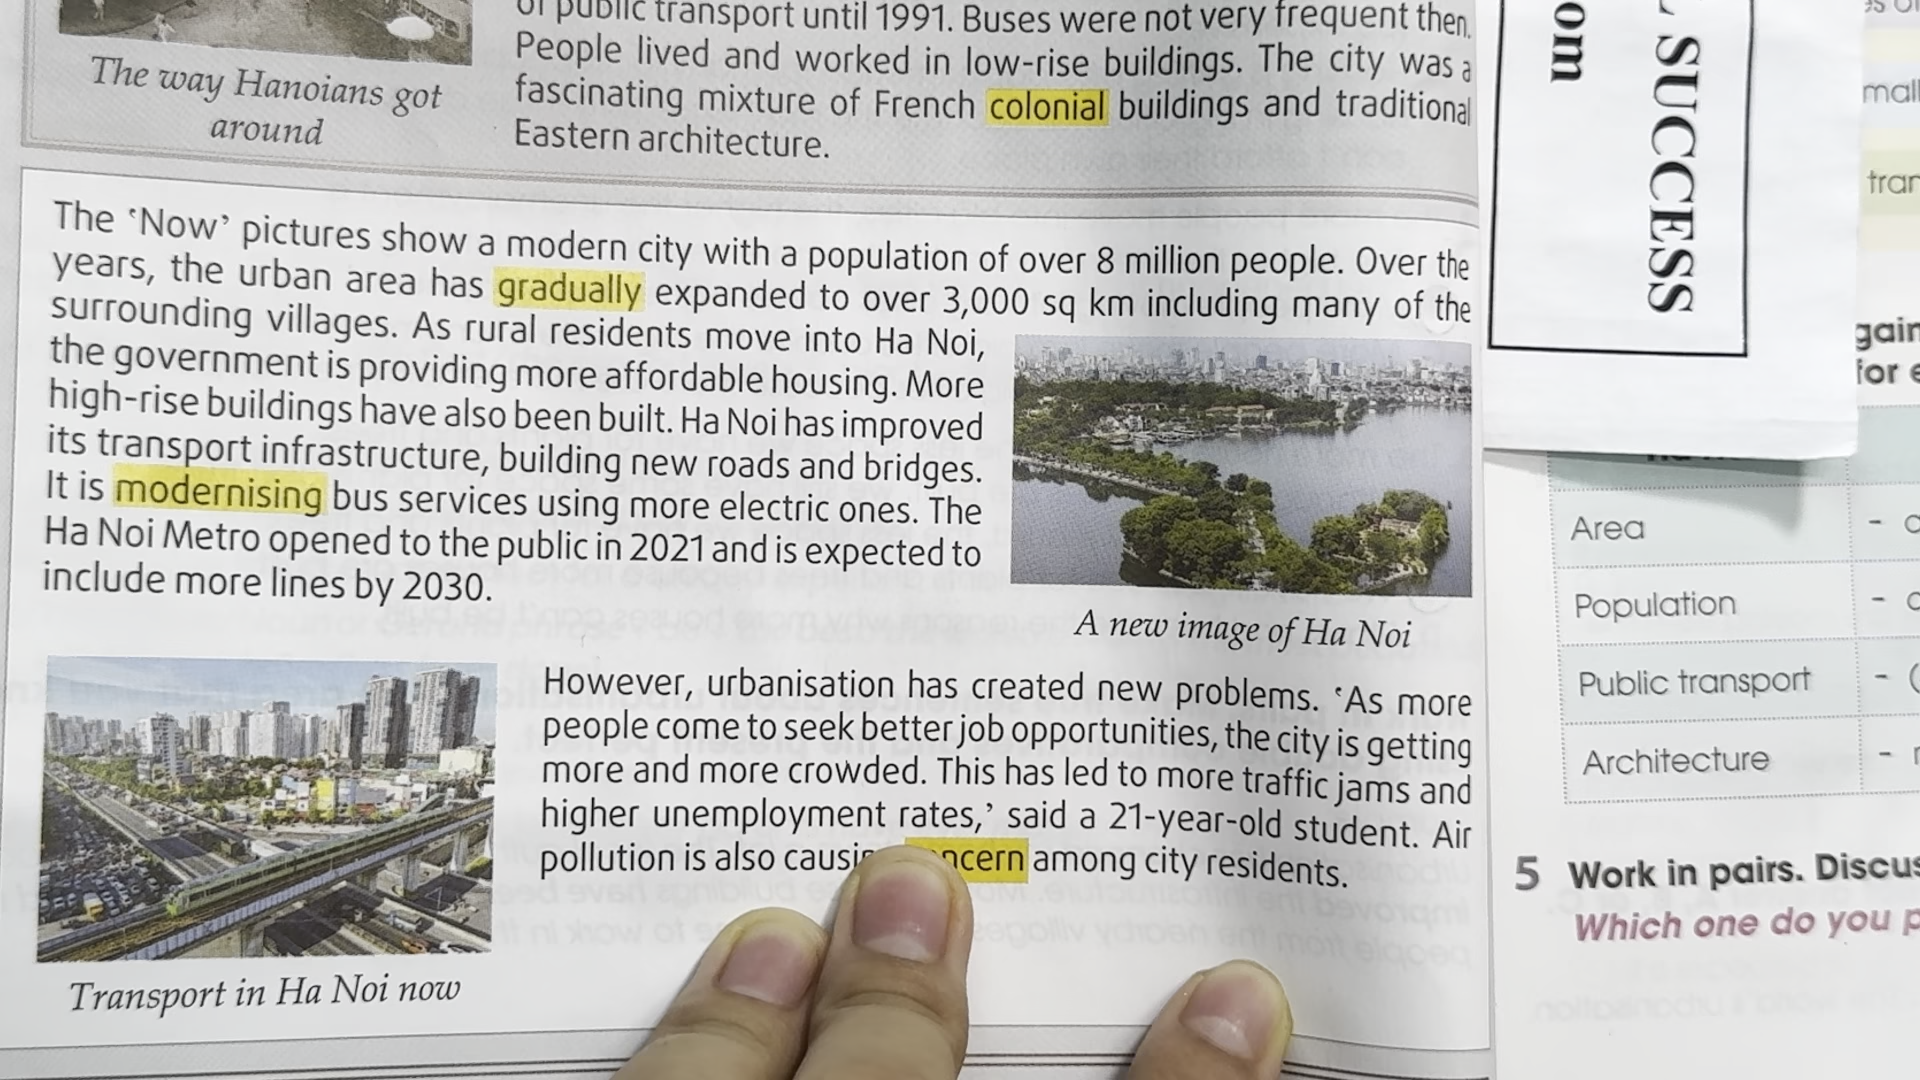 of public transport until 1991. Buses were not very frequent then.
People lived and worked in low-rise buildings. The city was a
fascinating mixture of French colonial buildings and traditional
Eastern architecture.
The way Hanoians got
around
The ‘Now’ pictures show a modern city with a population of over 8 million people. Over the
years, the urban area has gradually expanded to over 3,000 sq km including many of the
surrounding villages. As rural residents move into Ha Noi,
the government is providing more affordable housing. More
high-rise buildings have also been built. Ha Noi has improved
its transport infrastructure, building new roads and bridges.
It is modernising bus services using more electric ones. The
Ha Noi Metro opened to the public in 2021 and is expected to
include more lines by 2030.
A new image of Ha Noi
However, urbanisation has created new problems. ‘As more
people come to seek better job opportunities, the city is getting
more and more crowded. This has led to more traffic jams and
higher unemployment rates,’ said a 21-year-old student. Air
pollution is also among city residents.
Transport in Ha Noi now
SUCCESS
Area
Population
Public transport
Architecture
5 Work in pairs.
Which one do you